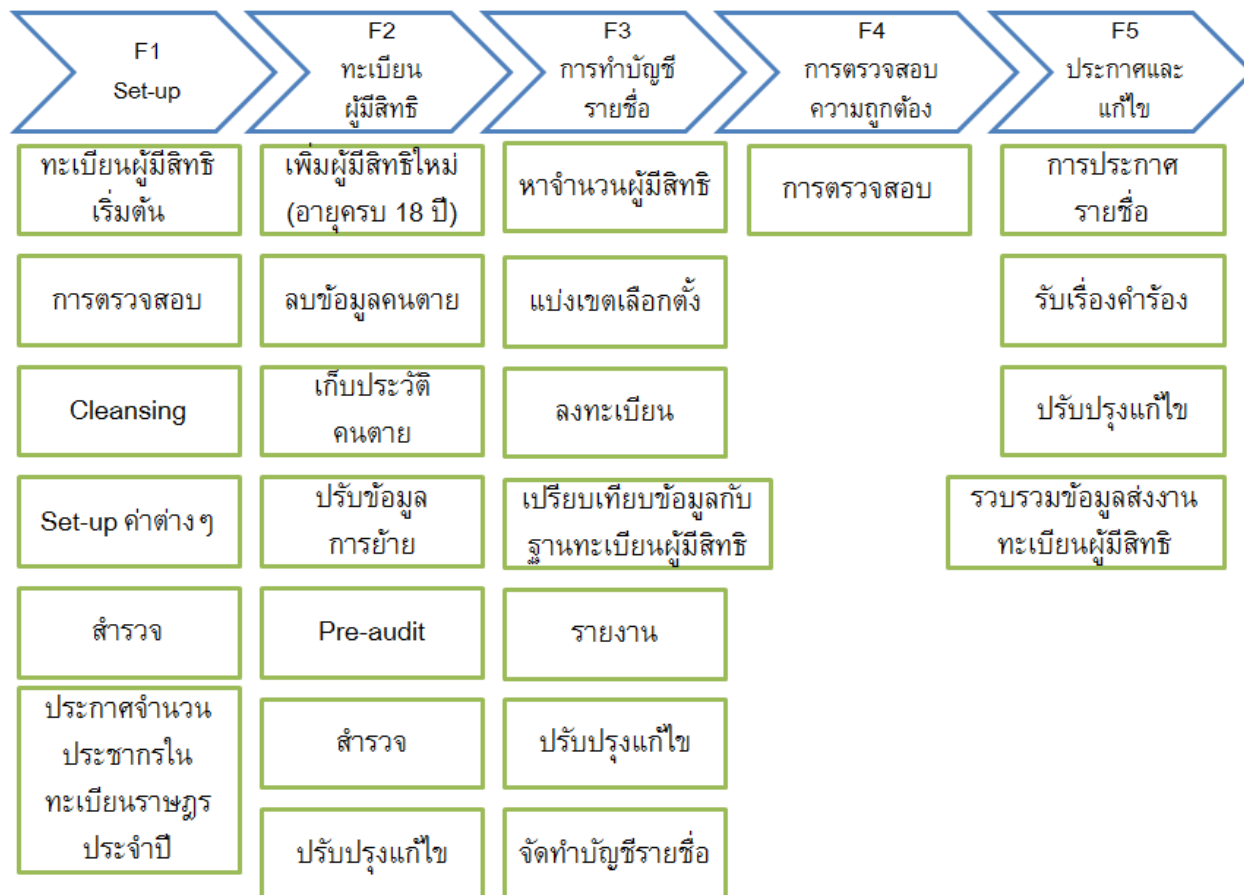 F1
Set-up
F2
ทะเบียน
ผู้มีสิทธิ
F3
การทำบัญชี
รายชื่อ
F4
การตรวจสอบ
ความถูกต้อง
F5
ประกาศและ
แก้ไข
ทะเบียนผู้มีสิทธิ
เริ่มต้น
การตรวจสอบ
Cleansing
Set-up ค่าต่าง ๆ
สำรวจ
ประกาศจำนวน
ประชากรใน
ทะเบียนราษฎร
ประจำปี
เพิ่มผู้มีสิทธิใหม่
(อายุครบ 18 ปี)
ลบข้อมูลคนตาย
เก็บประวัติ
คนตาย
ปรับข้อมูล
การย้าย
Pre-audit
สำรวจ
ปรับปรุงแก้ไข
หาจำนวนผู้มีสิทธิ
แบ่งเขตเลือกตั้ง
ลงทะเบียน
เปรียบเทียบข้อมูลกับ
ฐานทะเบียนผู้มีสิทธิ
รายงาน
ปรับปรุงแก้ไข
จัดทำบัญชีรายชื่อ
การตรวจสอบ
การประกาศ
รายชื่อ
รับเรื่องคำร้อง
ปรับปรุงแก้ไข
รวบรวมข้อมูลส่งงาน
ทะเบียนผู้มีสิทธิ